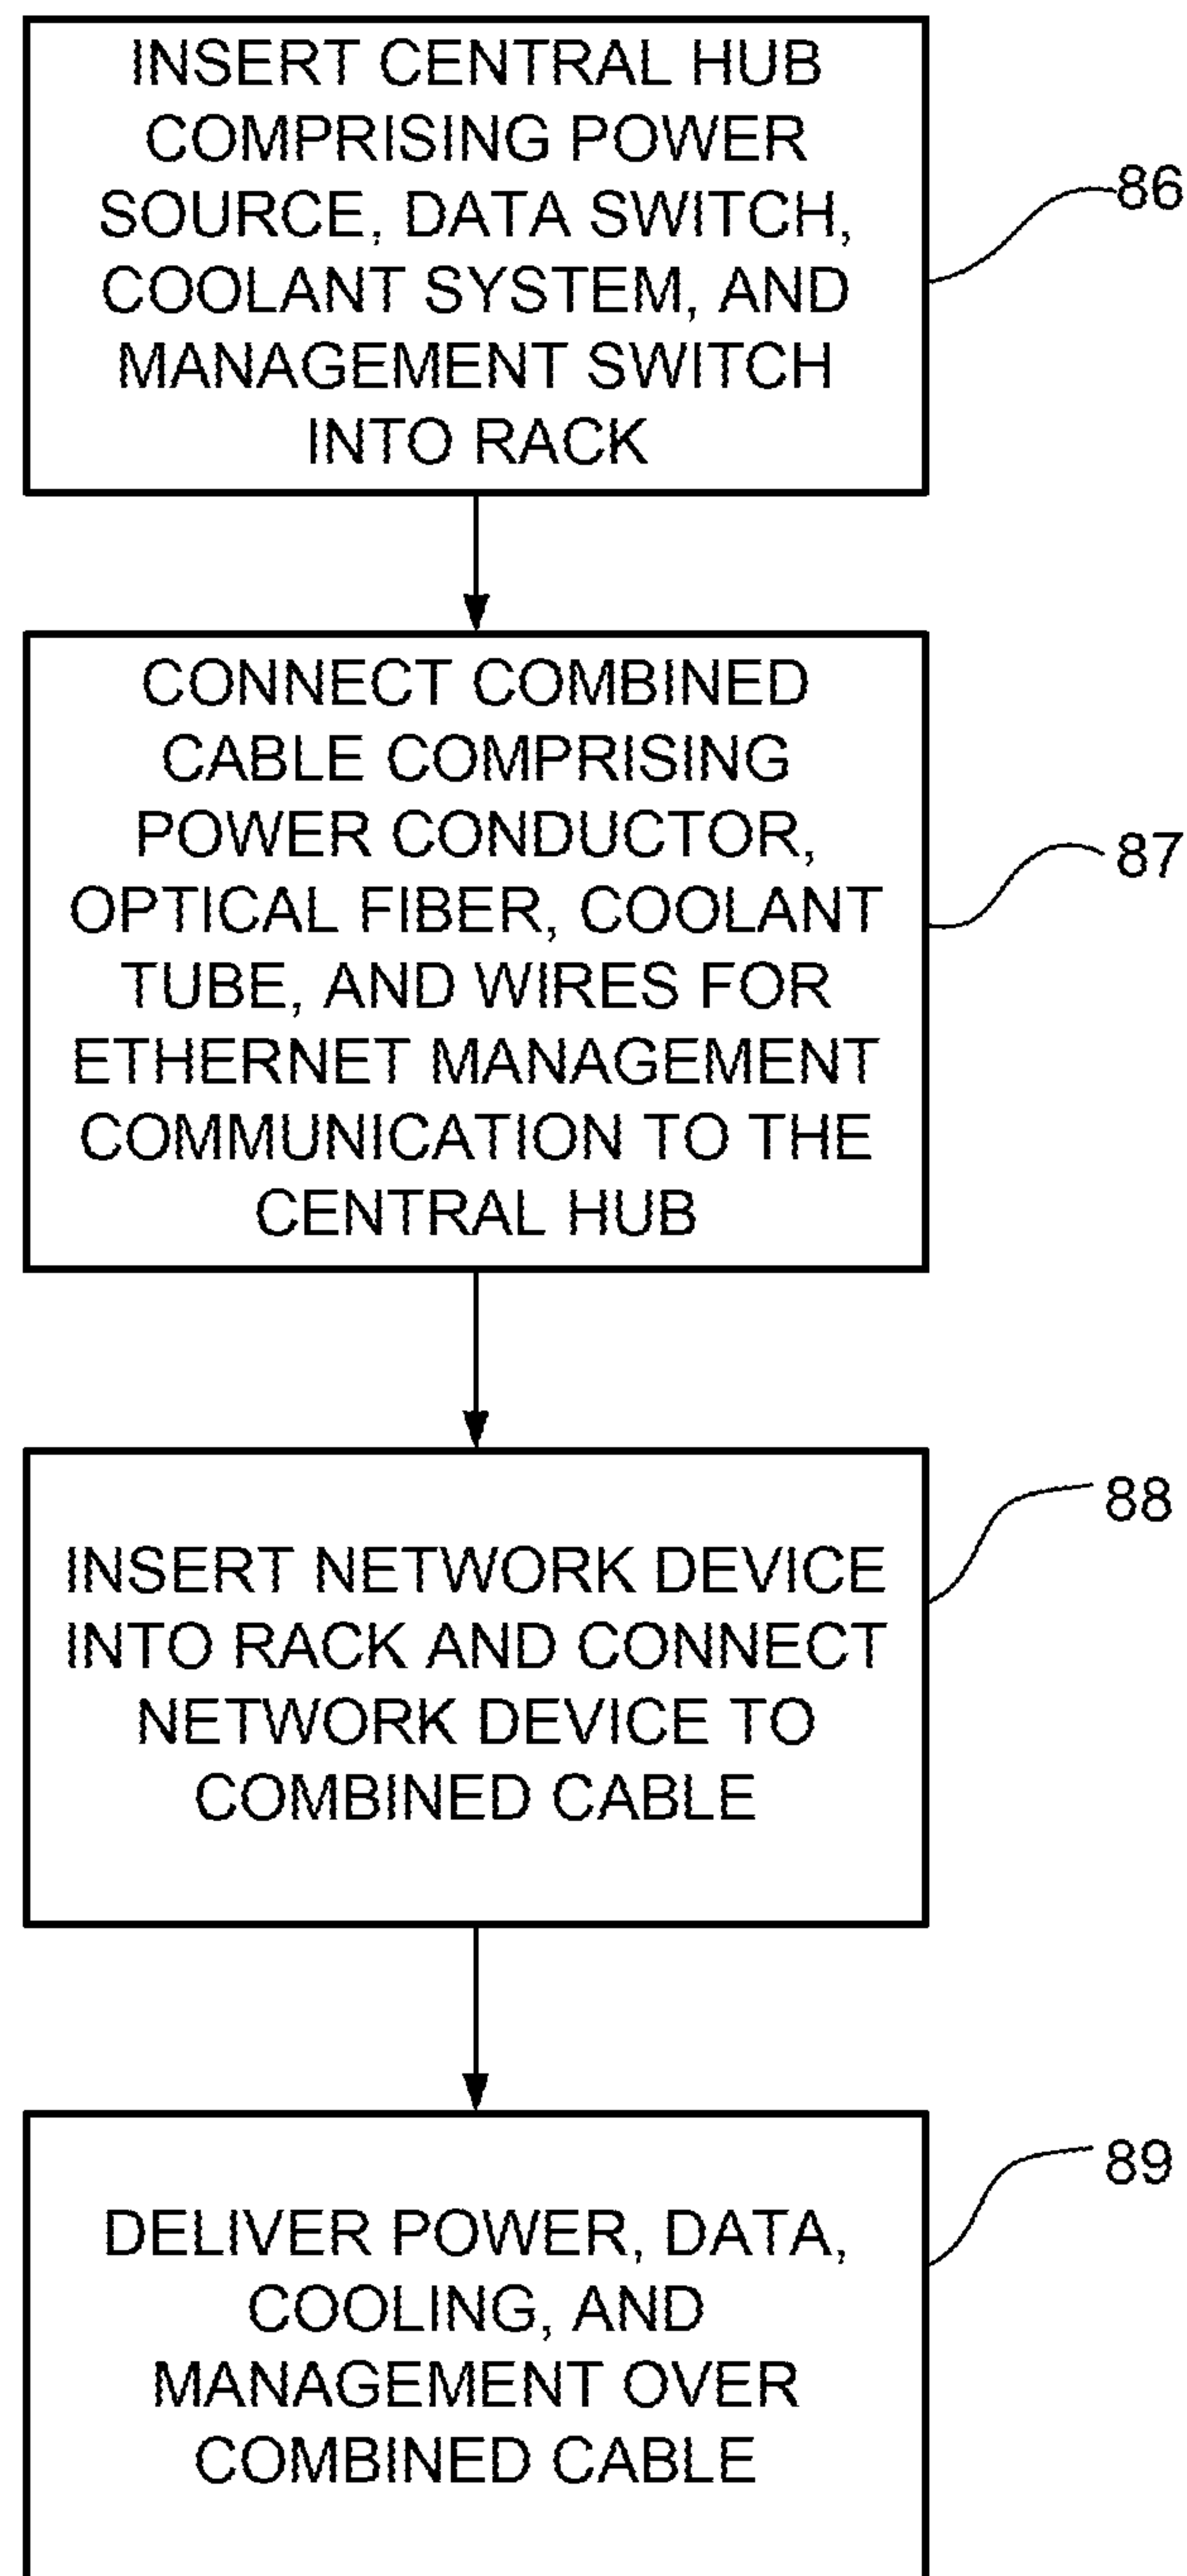 INSERT CENTRAL HUB
COMPRISING POWER
SOURCE, DATA SWITCH,
COOLANT SYSTEM, AND
MANAGEMENT SWITCH
INTO RACK
86
CONNECT COMBINED
CABLE COMPRISING
POWER CONDUCTOR,
OPTICAL FIBER, COOLANT
TUBE, AND WIRES FOR
ETHERNET MANAGEMENT
COMMUNICATION TO THE
CENTRAL HUB
87
INSERT NETWORK DEVICE
INTO RACK AND CONNECT
NETWORK DEVICE TO
COMBINED CABLE
88
DELIVER POWER, DATA,
COOLING, AND
MANAGEMENT OVER
COMBINED CABLE
89